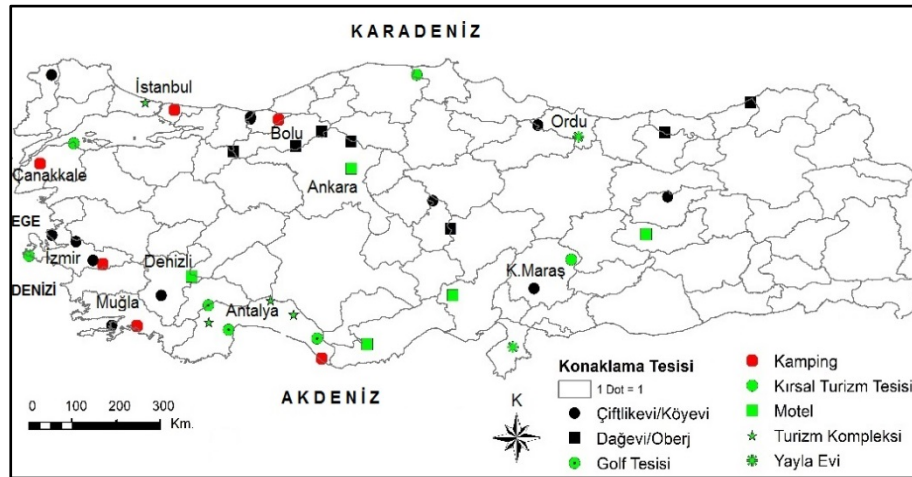 KARADENİZ
İstanbul
Bolu
Ordu
Çanakkale
Ankara
EGE
İzmir
Denizli
K.Maraş
DENİZİ
Muğla
Antalya
AKDENİZ
0 100 200 300
Km.
K
Konaklama Tesisi
1 Dot = 1
Çiftlikevi/Köyevi
Dağevi/Oberj
Golf Tesisi
Kamping
Kırsal Turizm Tesisi
Motel
Turizm Kompleksi
Yayla Evi